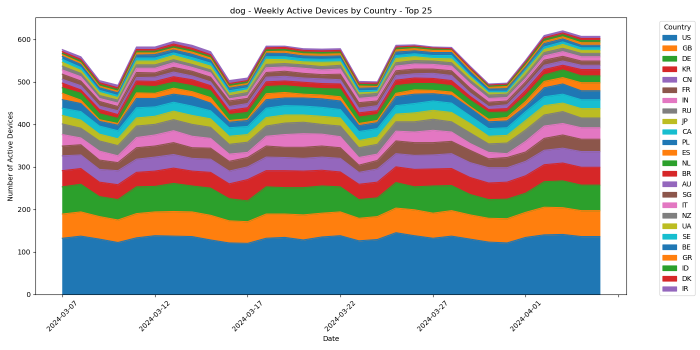 dog - Weekly Active Devices by Country - Top 25
Number of Active Devices
600
500
400
300
200
100
0
2024-03-07
2024-03-12
2024-03-17
2024-03-22
2024-03-27
2024-04-01
Date
Country
US
GB
DE
KR
CN
FR
IN
RU
JP
CA
PL
ES
NL
BR
AU
SG
IT
NZ
UA
SE
BE
GR
ID
DK
IR